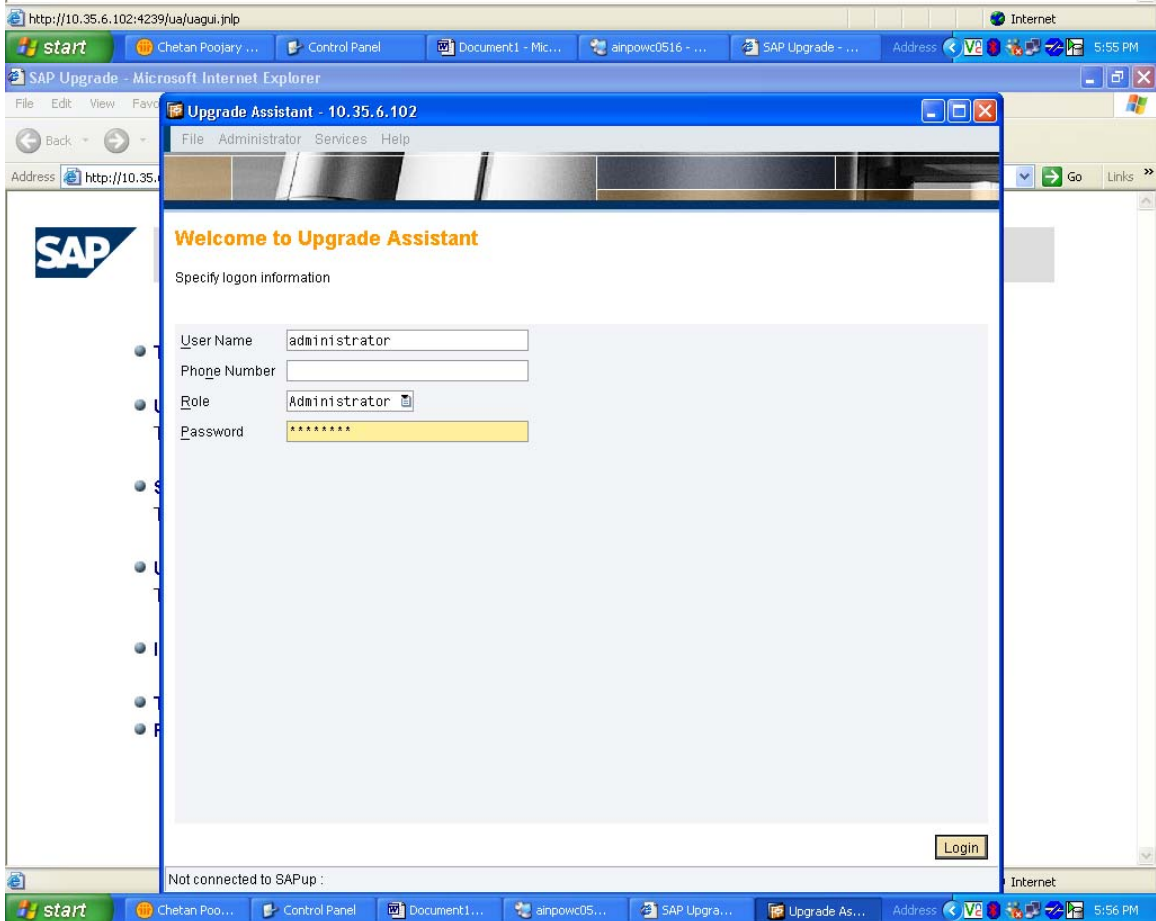 http://10.35.6.102:4239/ua/uagui.jnlp Internet
start Chetan Poojary ... Control Panel Document1 - Mic... ainpowc0516 - ... SAP Upgrade - ... Address V2 5:55 PM
SAP Upgrade - Microsoft Internet Explorer
File Edit View Favo
Upgrade Assistant - 10.35.6.102
Back
File Administrator Services Help
Address http://10.35. Go Links »
SAP
Welcome to Upgrade Assistant
Specify logon information
User Name administrator
Phone Number
Role Administrator
Password ********
Login
Not connected to SAPup :
Internet
start Chetan Poo... Control Panel Document1... ainpowc05... SAP Upgra... Upgrade As... Address V2 5:56 PM